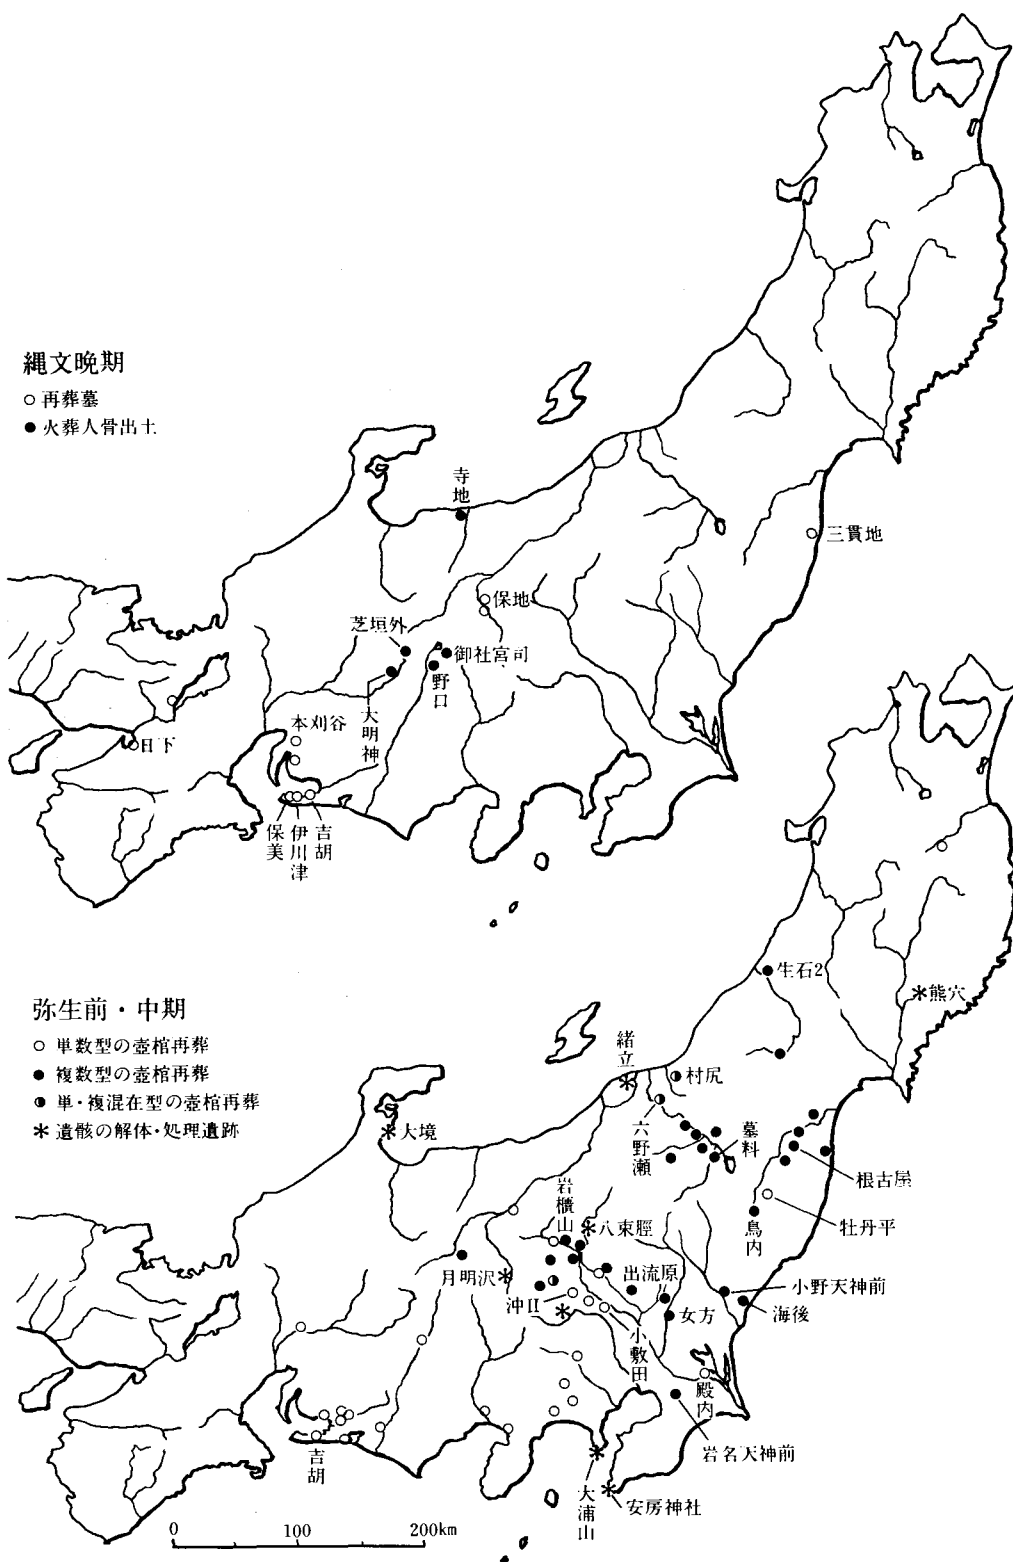 縄文晩期
○ 再葬墓
● 火葬人骨出土
寺地
三貫地
保地
芝垣外
御社宮司
野口
大明神
本刈谷
日下
保美
伊川津
吉胡
弥生前・中期
○ 単数型の壺棺再葬
● 複数型の壺棺再葬
◑ 単・複混在型の壺棺再葬
＊ 遺骸の解体・処理遺跡
生石2
熊穴
緒立
村尻
大境
六野瀬
墓料
根古屋
牡丹平
鳥内
岩櫃山
八束脛
月明沢
出流原
小野天神前
海後
沖II
女方
小敷田
殿内
岩名天神前
吉胡
大浦山
安房神社
0 100 200km